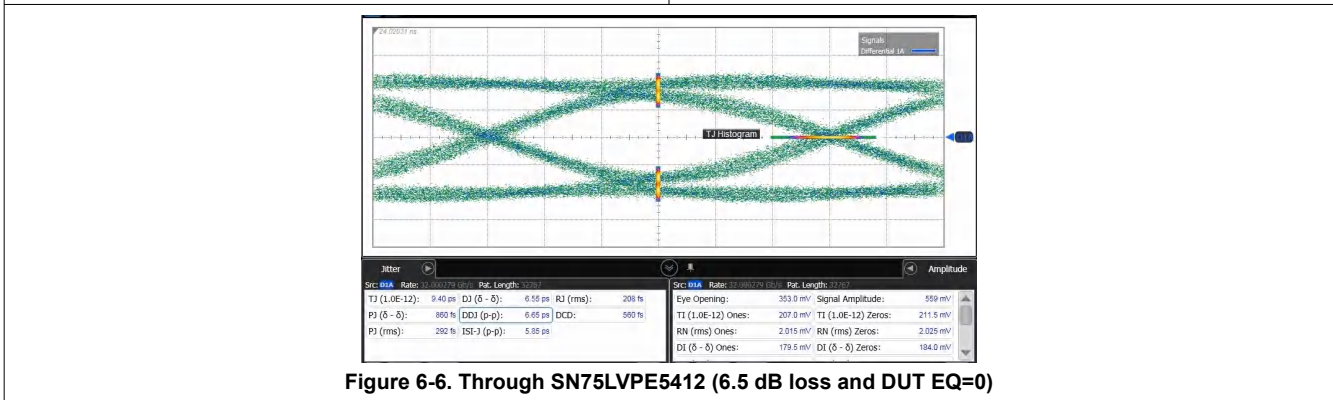 24.02031 ns
Signals
Differential 1A
TJ Histogram
D1A
Jitter
Amplitude
Src: D1A Rate: 32.000279 Gb/s Pat. Length: 32767
TJ (1.0E-12): 9.40 ps DJ (δ - δ): 6.55 ps RJ (rms): 208 fs
PJ (δ - δ): 860 fs DDJ (p-p): 6.65 ps DCD: 560 fs
PJ (rms): 292 fs ISI-J (p-p): 5.85 ps
Src: D1A Rate: 32.000279 Gb/s Pat. Length: 32767
Eye Opening: 353.0 mV Signal Amplitude: 559 mV
TI (1.0E-12) Ones: 207.0 mV TI (1.0E-12) Zeros: 211.5 mV
RN (rms) Ones: 2.015 mV RN (rms) Zeros: 2.025 mV
DI (δ - δ) Ones: 179.5 mV DI (δ - δ) Zeros: 184.0 mV
Figure 6-6. Through SN75LVPE5412 (6.5 dB loss and DUT EQ=0)